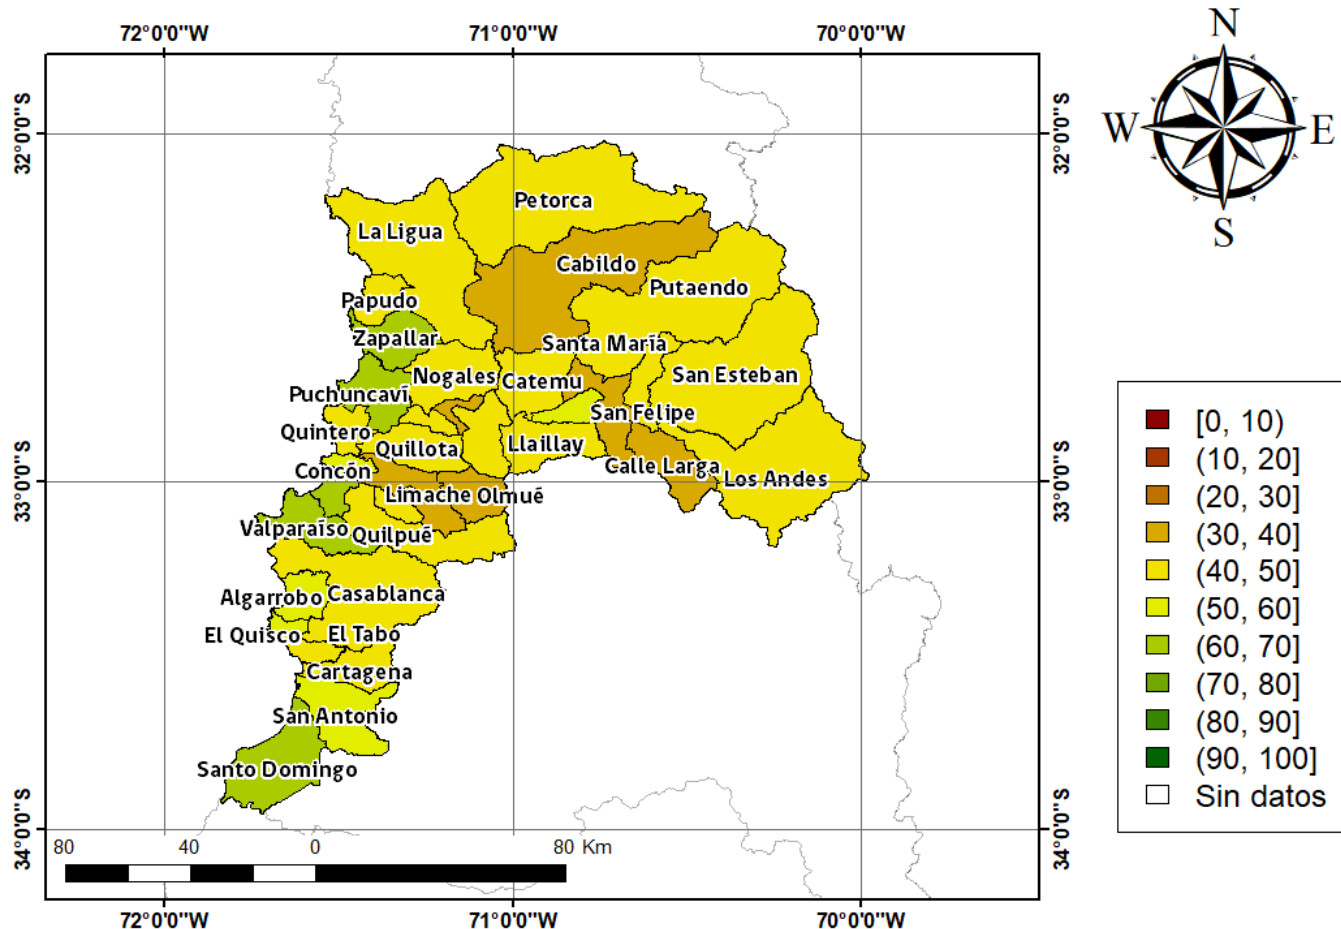 72°0'0"W 71°0'0"W 70°0'0"W
N
W E
S
32°0'0"S 32°0'0"S
Petorca
La Ligua
Cabildo
Putaendo
Papudo
Zapallar
Santa María
Nogales
Catemu
San Esteban
Puchuncaví
San Felipe
Quintero
Quillota
Llaillay
Calle Larga
Los Andes
Concón
33°0'0"S 33°0'0"S
Limache
Olmué
Valparaíso
Quilpué
Algarrobo
Casablanca
El Quisco
El Tabo
Cartagena
San Antonio
Santo Domingo
34°0'0"S 34°0'0"S
80 40 0 80 Km
72°0'0"W 71°0'0"W 70°0'0"W
[0, 10)
(10, 20]
(20, 30]
(30, 40]
(40, 50]
(50, 60]
(60, 70]
(70, 80]
(80, 90]
(90, 100]
Sin datos